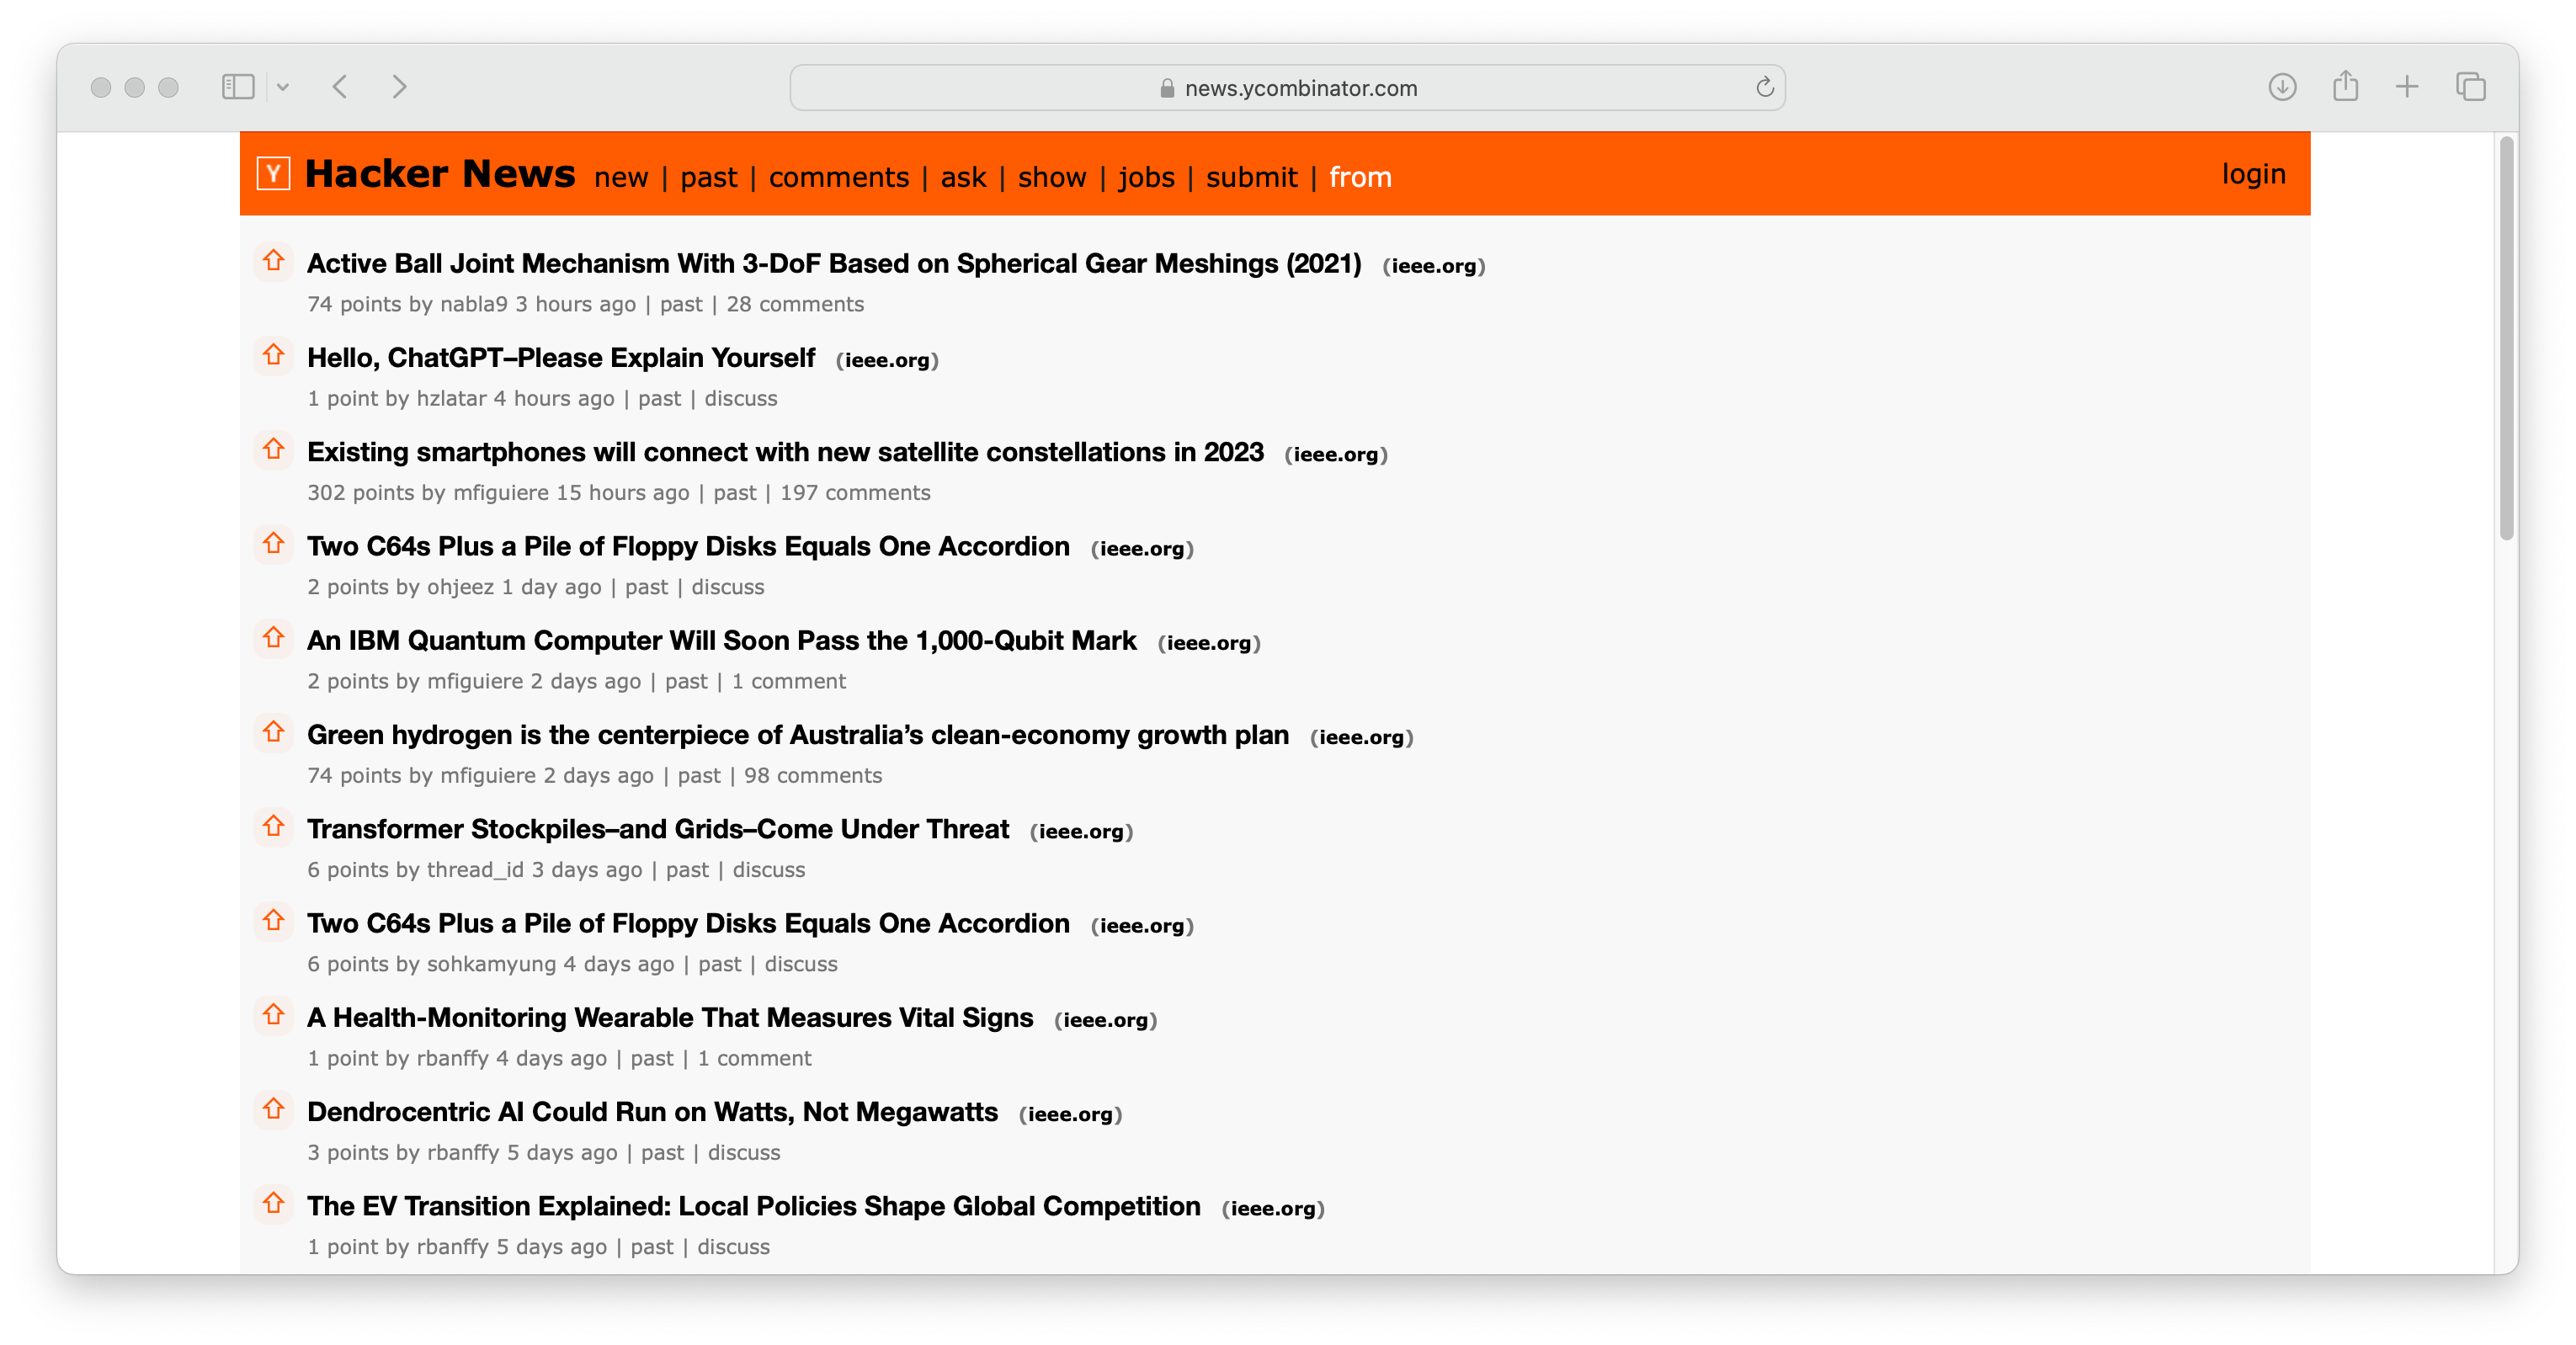 news.ycombinator.com
Y Hacker News new | past | comments | ask | show | jobs | submit | from login
Active Ball Joint Mechanism With 3-DoF Based on Spherical Gear Meshings (2021) (ieee.org)
74 points by nabla9 3 hours ago | past | 28 comments
Hello, ChatGPT–Please Explain Yourself (ieee.org)
1 point by hzlatar 4 hours ago | past | discuss
Existing smartphones will connect with new satellite constellations in 2023 (ieee.org)
302 points by mfiguiere 15 hours ago | past | 197 comments
Two C64s Plus a Pile of Floppy Disks Equals One Accordion (ieee.org)
2 points by ohjeez 1 day ago | past | discuss
An IBM Quantum Computer Will Soon Pass the 1,000-Qubit Mark (ieee.org)
2 points by mfiguiere 2 days ago | past | 1 comment
Green hydrogen is the centerpiece of Australia’s clean-economy growth plan (ieee.org)
74 points by mfiguiere 2 days ago | past | 98 comments
Transformer Stockpiles–and Grids–Come Under Threat (ieee.org)
6 points by thread_id 3 days ago | past | discuss
Two C64s Plus a Pile of Floppy Disks Equals One Accordion (ieee.org)
6 points by sohkamyung 4 days ago | past | discuss
A Health-Monitoring Wearable That Measures Vital Signs (ieee.org)
1 point by rbanffy 4 days ago | past | 1 comment
Dendrocentric AI Could Run on Watts, Not Megawatts (ieee.org)
3 points by rbanffy 5 days ago | past | discuss
The EV Transition Explained: Local Policies Shape Global Competition (ieee.org)
1 point by rbanffy 5 days ago | past | discuss